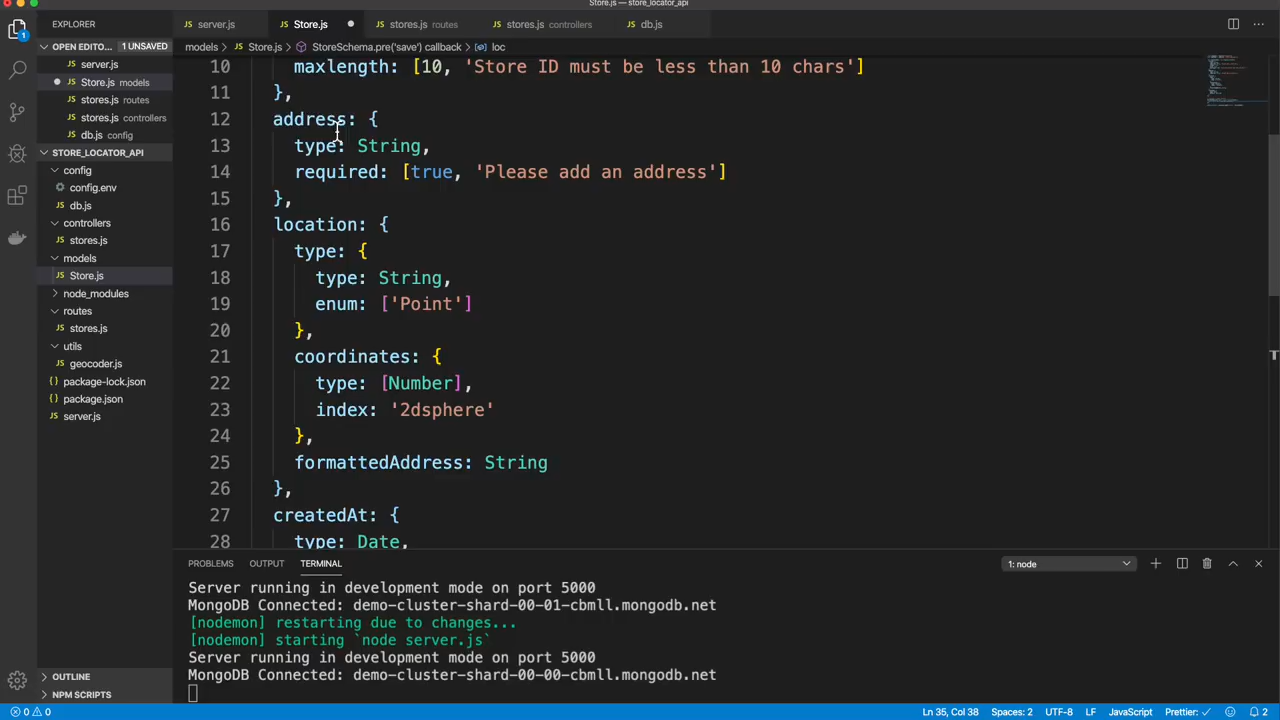 Store.js — store_locator_api
EXPLORER
server.js
Store.js
stores.js routes
stores.js controllers
db.js
OPEN EDITO... 1 UNSAVED
server.js
Store.js models
stores.js routes
stores.js controllers
db.js config
STORE_LOCATOR_API
config
config.env
db.js
controllers
stores.js
models
Store.js
node_modules
routes
stores.js
utils
geocoder.js
package-lock.json
package.json
server.js
OUTLINE
NPM SCRIPTS
models > Store.js > StoreSchema.pre('save') callback > loc
10 maxlength: [10, 'Store ID must be less than 10 chars']
11 },
12 address: {
13 type: String,
14 required: [true, 'Please add an address']
15 },
16 location: {
17 type: {
18 type: String,
19 enum: ['Point']
20 },
21 coordinates: {
22 type: [Number],
23 index: '2dsphere'
24 },
25 formattedAddress: String
26 },
27 createdAt: {
28 type: Date,
PROBLEMS OUTPUT TERMINAL 1: node
Server running in development mode on port 5000
MongoDB Connected: demo-cluster-shard-00-01-cbmll.mongodb.net
[nodemon] restarting due to changes...
[nodemon] starting `node server.js`
Server running in development mode on port 5000
MongoDB Connected: demo-cluster-shard-00-00-cbmll.mongodb.net
0 0 Ln 35, Col 38 Spaces: 2 UTF-8 LF JavaScript Prettier: ✓ 2